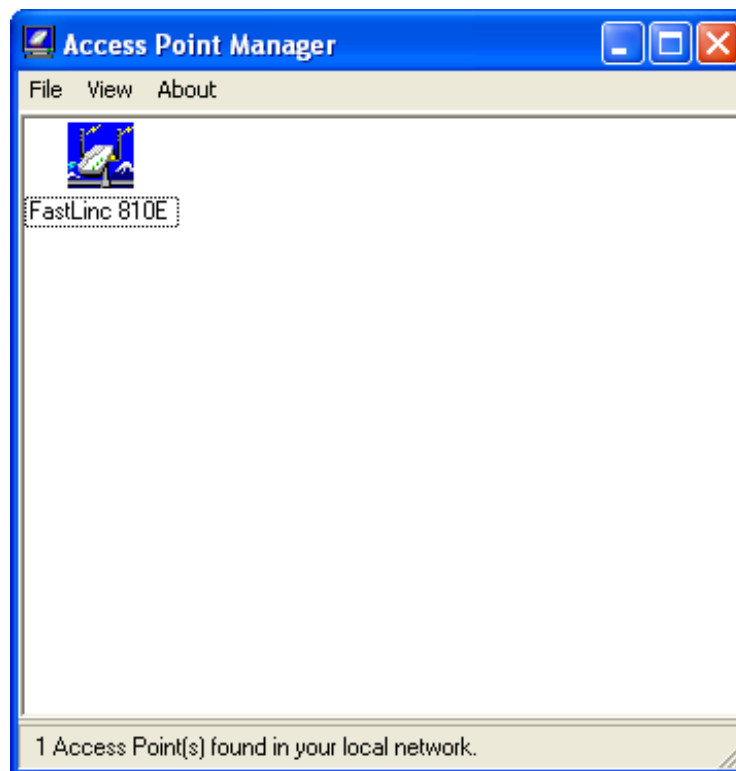 Access Point Manager
File View About
FastLinc 810E
1 Access Point(s) found in your local network.